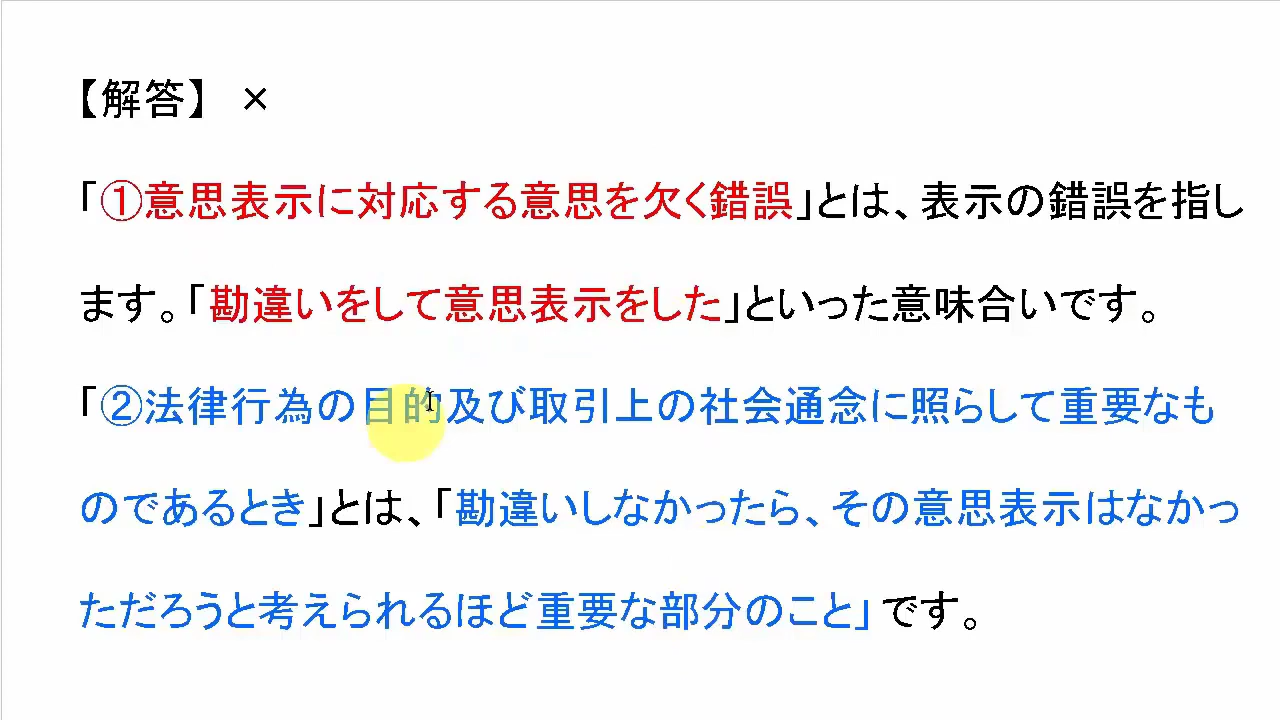 【解答】 ×
「①意思表示に対応する意思を欠く錯誤」とは、表示の錯誤を指し
ます。「勘違いをして意思表示をした」といった意味合いです。
「②法律行為の目的及び取引上の社会通念に照らして重要なも
のであるとき」とは、「勘違いしなかったら、その意思表示はなかっ
ただろうと考えられるほど重要な部分のこと」です。